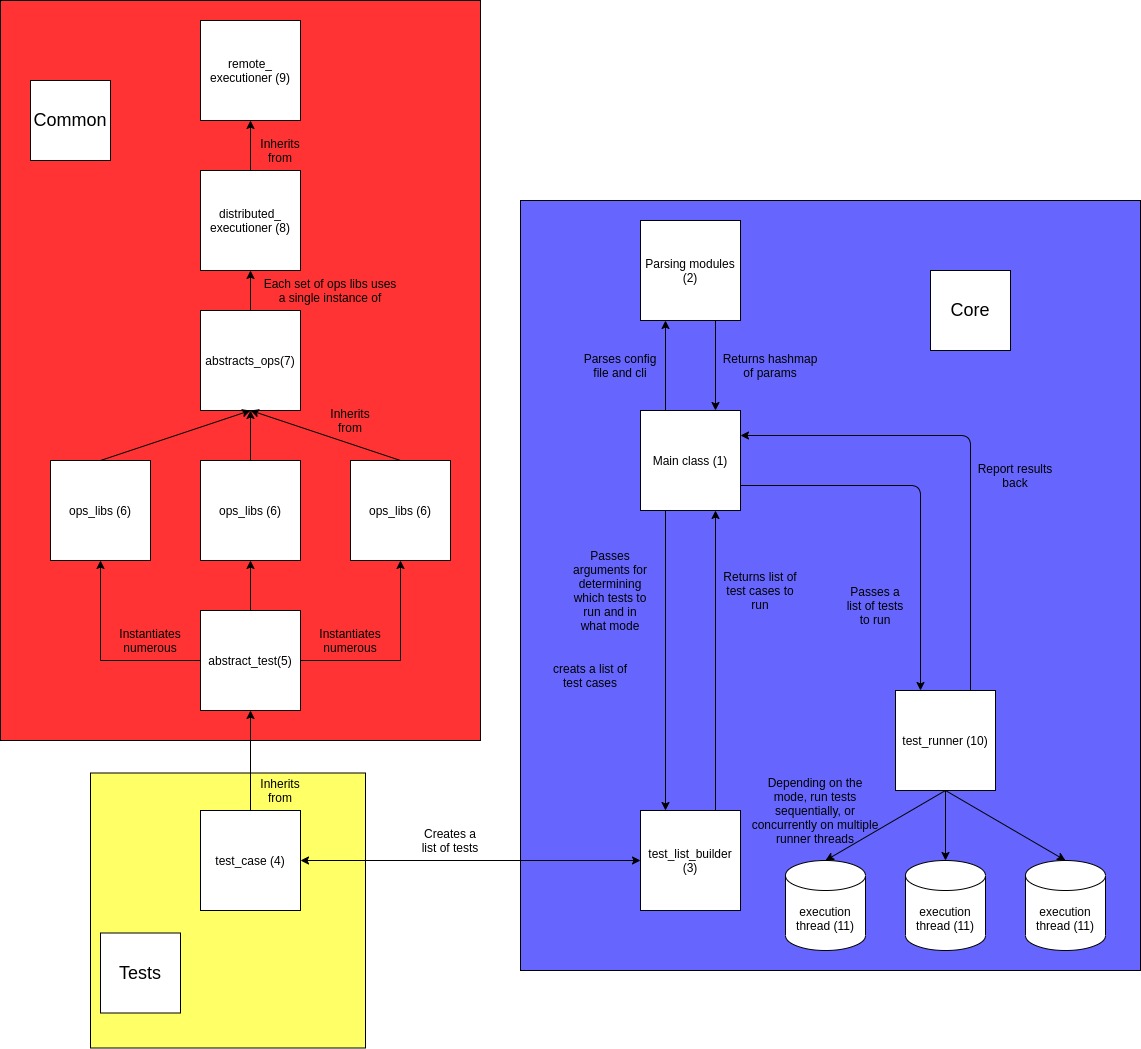 remote_
executioner (9)
Common
Inherits
from
distributed_
executioner (8)
Each set of ops libs uses
a single instance of
abstracts_ops(7)
Inherits
from
ops_libs (6)
ops_libs (6)
ops_libs (6)
Instantiates
numerous
abstract_test(5)
Instantiates
numerous
Inherits
from
test_case (4)
Tests
Creates a
list of tests
Parsing modules
(2)
Core
Parses config
file and cli
Returns hashmap
of params
Main class (1)
Report results
back
Passes
arguments for
determining
which tests to
run and in
what mode
Returns list of
test cases to
run
Passes a
list of tests
to run
creats a list of
test cases
test_runner (10)
Depending on the
mode, run tests
sequentially, or
concurrently on multiple
runner threads
test_list_builder
(3)
execution
thread (11)
execution
thread (11)
execution
thread (11)